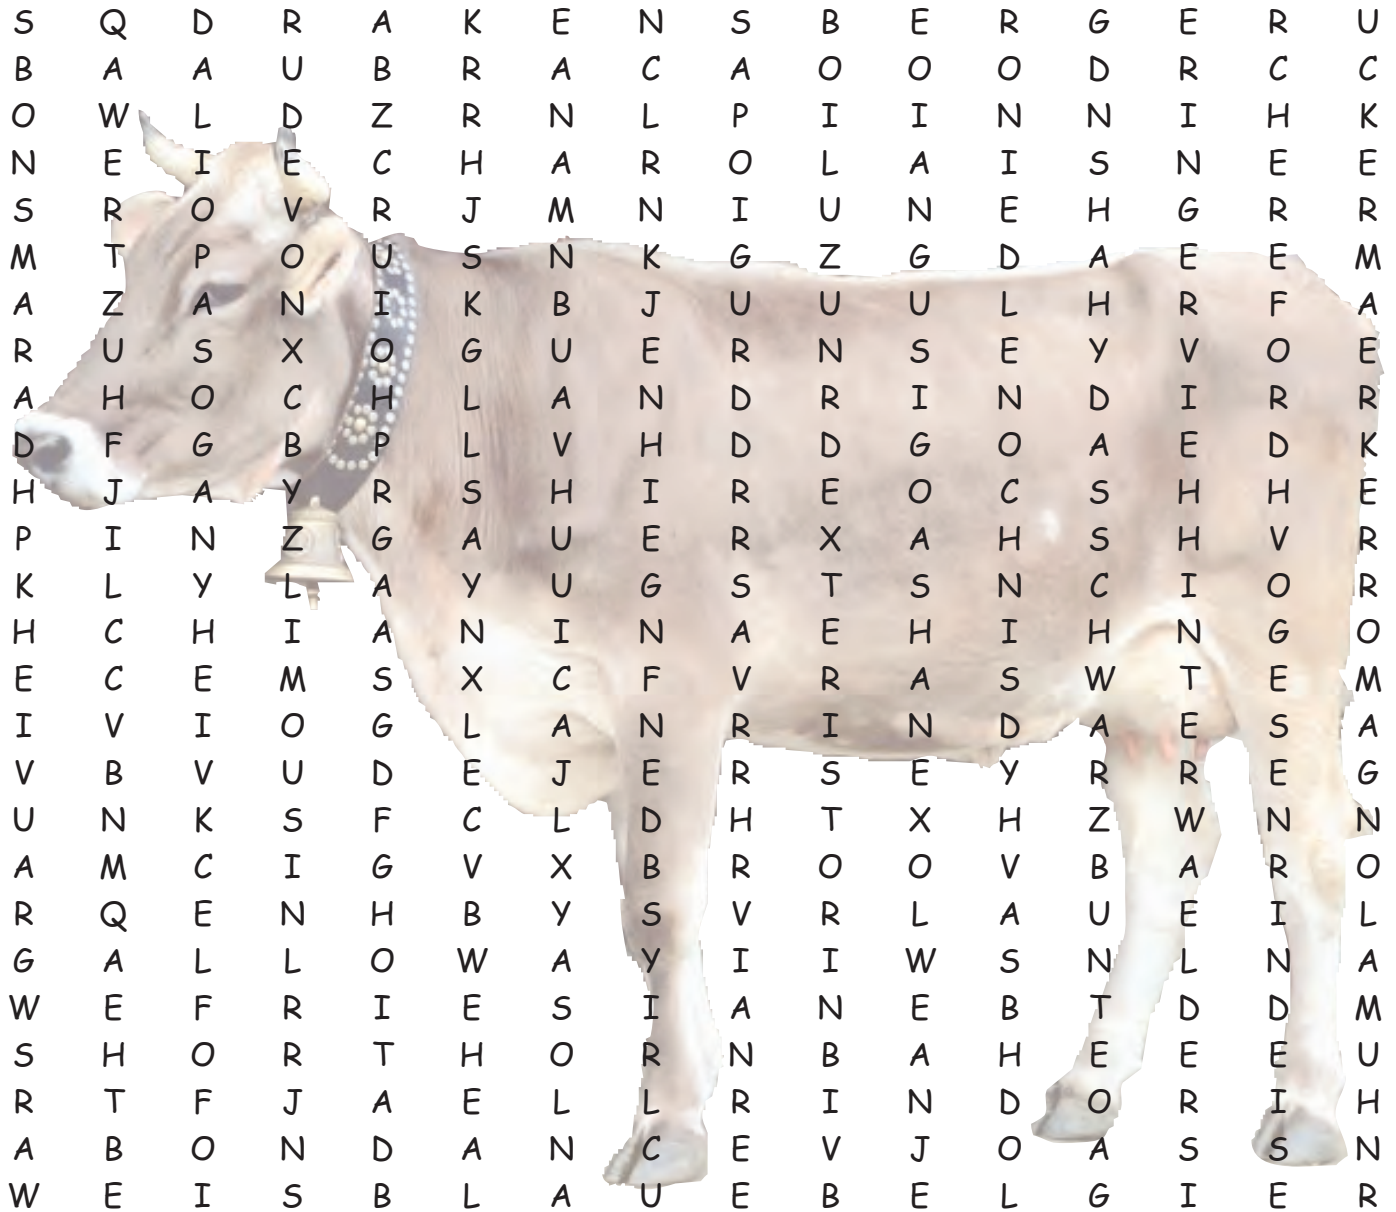 S Q D R A K E N S B E R G E R U
B A A U B R A C A O O O D R C C
O W L D Z R N L P I I N N I H K
N E I E C H A R O L A I S N E E
S R O V R J M N I U N E H G R R
M T P O U S N K G Z G D A E E M
A Z A N I K B J U U U L H R F A
R U S X O G U E R N S E Y V O E
A H O C H L A N D R I N D I R R
D F G B P L V H D D G O A E D K
H J A Y R S H I R E O C S H H E
P I N Z G A U E R X A H S H V R
K L Y L A Y U G S T S N C I O R
H C H I A N I N A E H I H N G O
E C E M S X C F V R A S W T E M
I V I O G L A N R I N D A E S A
V B V U D E J E R S E Y R R E G
U N K S F C L D H T X H Z W N N
A M C I G V X B R O O V B A R O
R Q E N H B Y S V R L A U E I L
G A L L O W A Y I I W S N L N A
W E F R I E S I A N E B T D D M
S H O R T H O R N B A H E E E U
R T F J A E L L R I N D O R I H
A B O N D A N C E V J O A S S N
W E I S B L A U E B E L G I E R